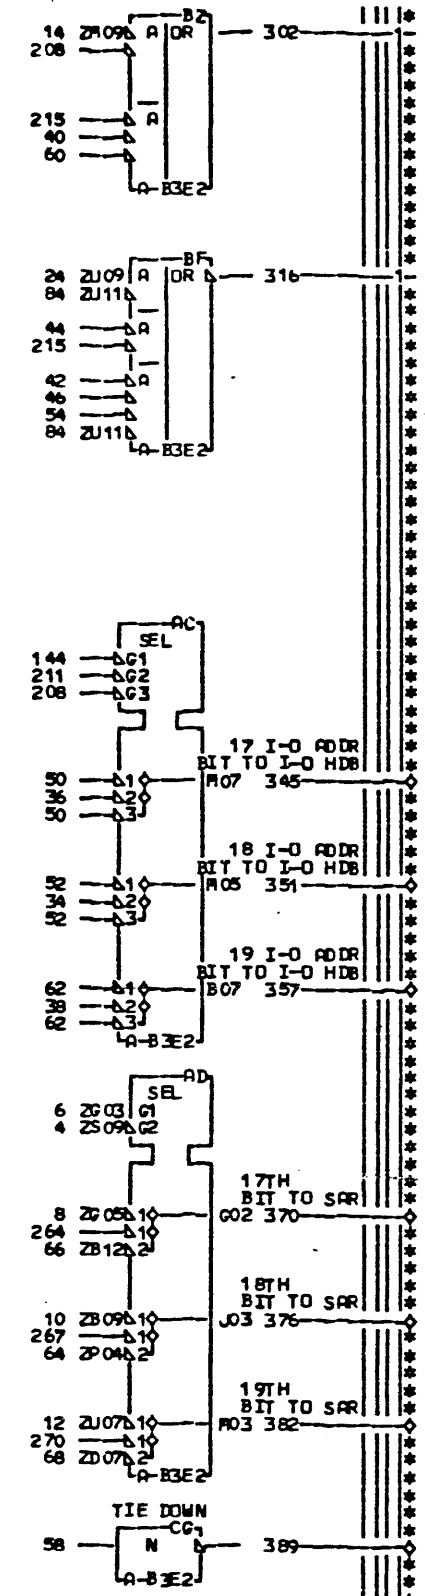 BZ
14 ZM09 A OR 302
208
215 A
40
60
A B3E2
BF
24 ZU09 A OR 316
84 ZU11
44 A
215
42 A
46
54
84 ZU11
A B3E2
AC
SEL
144 G1
211 G2
208 G3
17 I-O ADDR
BIT TO I-O HDB
50 1 M07 345
36 2
50 3
18 I-O ADDR
BIT TO I-O HDB
52 1 M05 351
34 2
52 3
19 I-O ADDR
BIT TO I-O HDB
62 1 B07 357
38 2
62 3
A B3E2
AD
SEL
6 ZG03 G1
4 ZS09 G2
17TH
BIT TO SAR
8 ZG05 1 G02 370
264 1
66 ZB12 2
18TH
BIT TO SAR
10 ZB09 1 J03 376
267 1
64 ZP04 2
19TH
BIT TO SAR
12 ZU07 1 M03 382
270 1
68 ZD07 2
A B3E2
TIE DOWN
CG
58 N 389
A B3E2